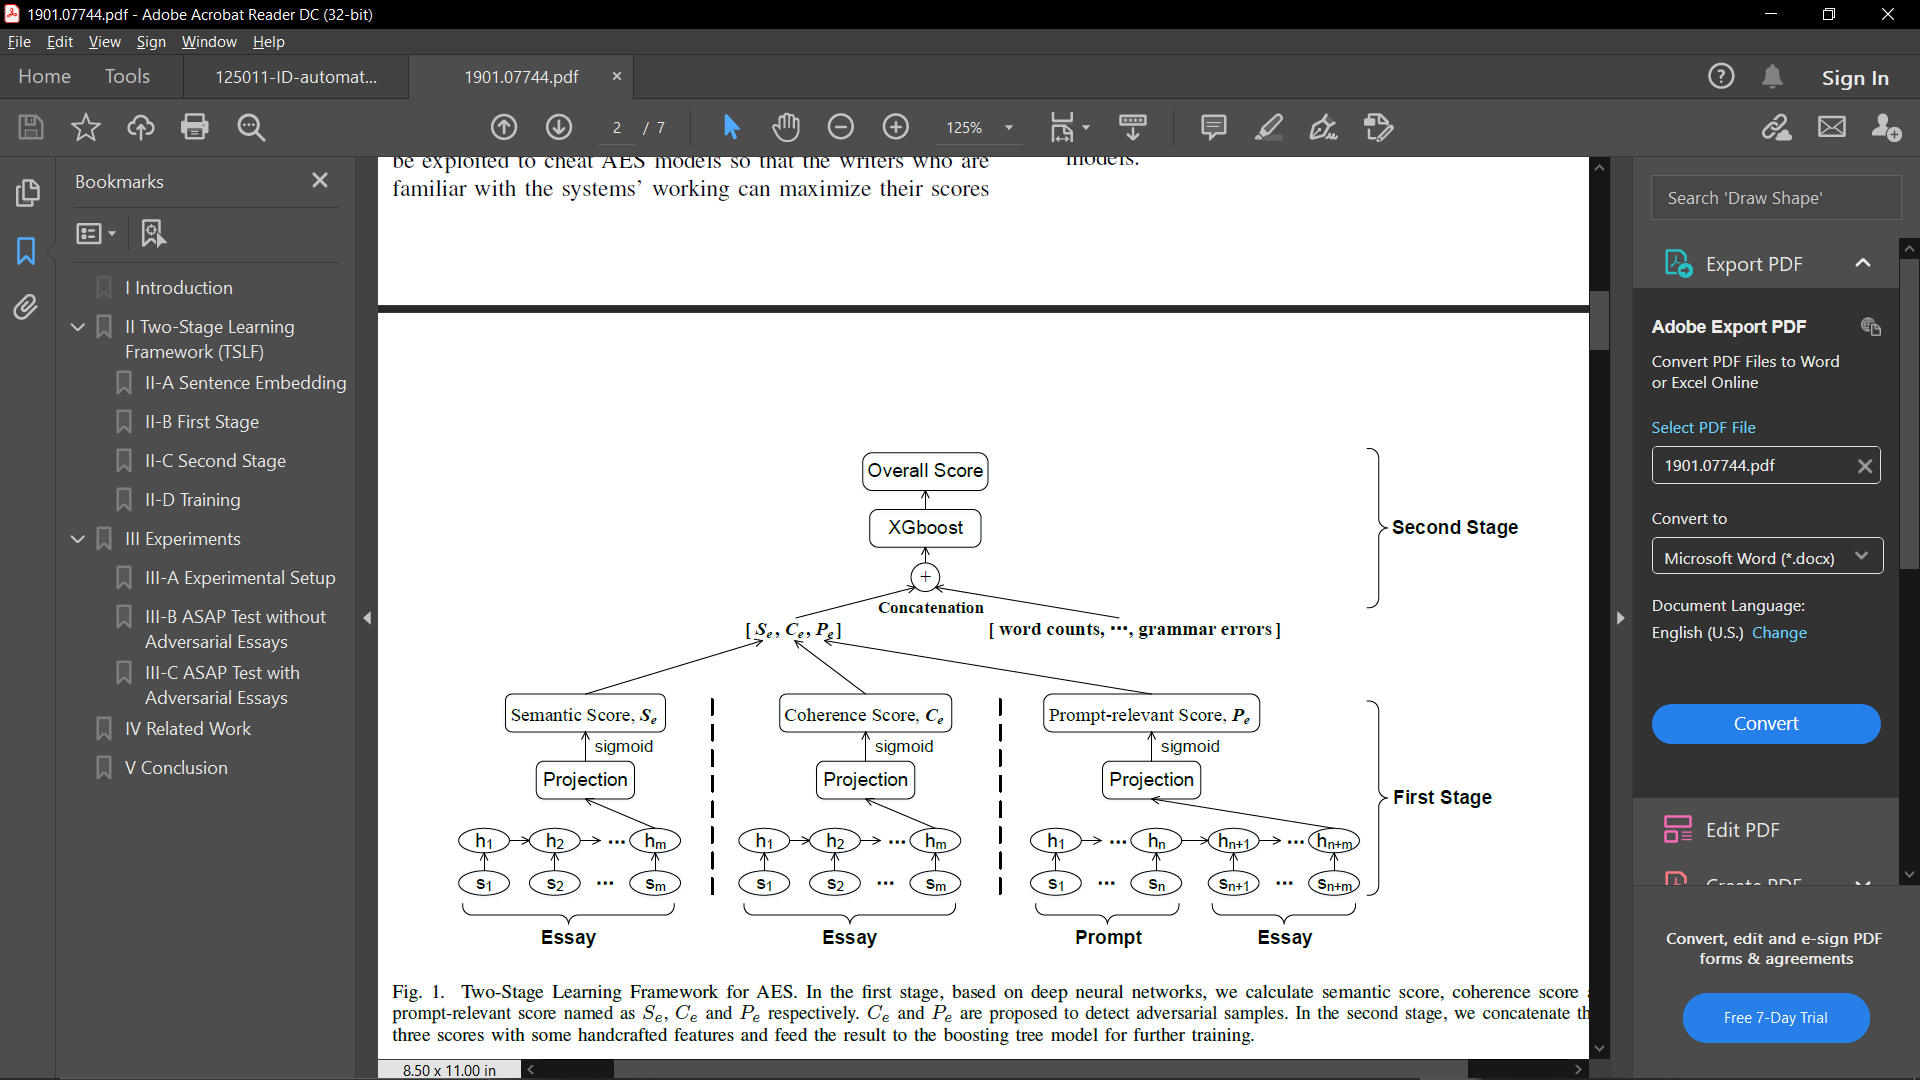 1901.07744.pdf - Adobe Acrobat Reader DC (32-bit)
File Edit View Sign Window Help
Home Tools 125011-ID-automat... 1901.07744.pdf × Sign In
2 / 7 125%
Bookmarks
I Introduction
II Two-Stage Learning
Framework (TSLF)
II-A Sentence Embedding
II-B First Stage
II-C Second Stage
II-D Training
III Experiments
III-A Experimental Setup
III-B ASAP Test without
Adversarial Essays
III-C ASAP Test with
Adversarial Essays
IV Related Work
V Conclusion
be exploited to cheat AES models so that the writers who are
familiar with the systems' working can maximize their scores
models.
Overall Score
XGboost
+
Concatenation
[ Se, Ce, Pe ]
[ word counts, ···, grammar errors ]
Second Stage
Semantic Score, Se
Coherence Score, Ce
Prompt-relevant Score, Pe
sigmoid sigmoid sigmoid
Projection Projection Projection
First Stage
h1 h2 ··· hm h1 h2 ··· hm h1 ··· hn hn+1 ··· hn+m
s1 s2 ··· sm s1 s2 ··· sm s1 ··· sn sn+1 ··· sn+m
Essay Essay Prompt Essay
Fig. 1. Two-Stage Learning Framework for AES. In the first stage, based on deep neural networks, we calculate semantic score, coherence score
prompt-relevant score named as Se, Ce and Pe respectively. Ce and Pe are proposed to detect adversarial samples. In the second stage, we concatenate
three scores with some handcrafted features and feed the result to the boosting tree model for further training.
8.50 x 11.00 in
Search 'Draw Shape'
Export PDF
Adobe Export PDF
Convert PDF Files to Word
or Excel Online
Select PDF File
1901.07744.pdf
Convert to
Microsoft Word (*.docx)
Document Language:
English (U.S.) Change
Convert
Edit PDF
Create PDF
Convert, edit and e-sign PDF
forms & agreements
Free 7-Day Trial